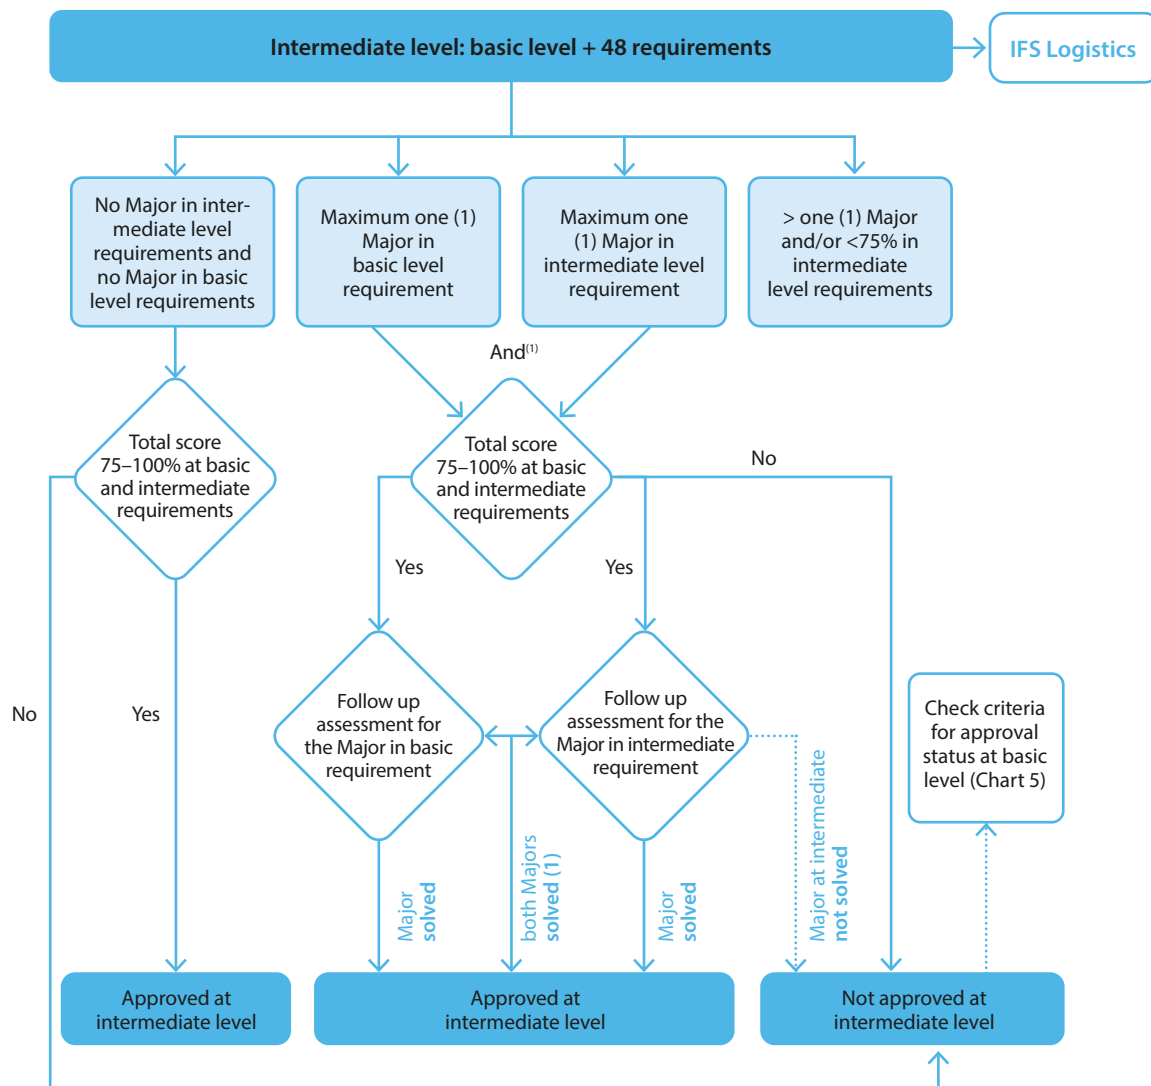 Intermediate level: basic level + 48 requirements
IFS Logistics
No Major in inter-
mediate level
requirements and
no Major in basic
level requirements
Maximum one (1)
Major in
basic level
requirement
Maximum one
(1) Major in
intermediate level
requirement
> one (1) Major
and/or <75% in
intermediate
level requirements
And(1)
Total score
75–100% at basic
and intermediate
requirements
Total score
75–100% at basic
and intermediate
requirements
No
Yes
Yes
No
Yes
Follow up
assessment for
the Major in basic
requirement
Follow up
assessment for the
Major in intermediate
requirement
Check criteria
for approval
status at basic
level (Chart 5)
Major
solved
both Majors
solved (1)
Major
solved
Major at intermediate
not solved
Approved at
intermediate level
Approved at
intermediate level
Not approved at
intermediate level